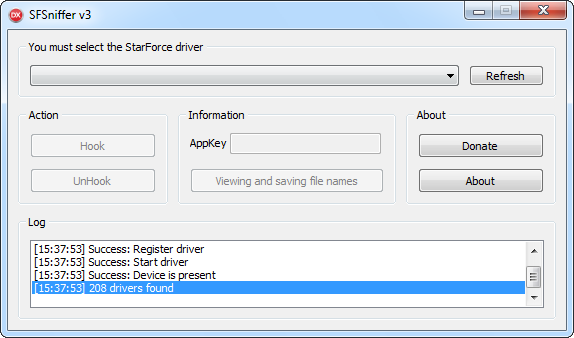 DX SFSniffer v3
You must select the StarForce driver
Refresh
Action
Information
About
Hook
AppKey
Donate
UnHook
Viewing and saving file names
About
Log
[15:37:53] Success: Register driver
[15:37:53] Success: Start driver
[15:37:53] Success: Device is present
[15:37:53] 208 drivers found